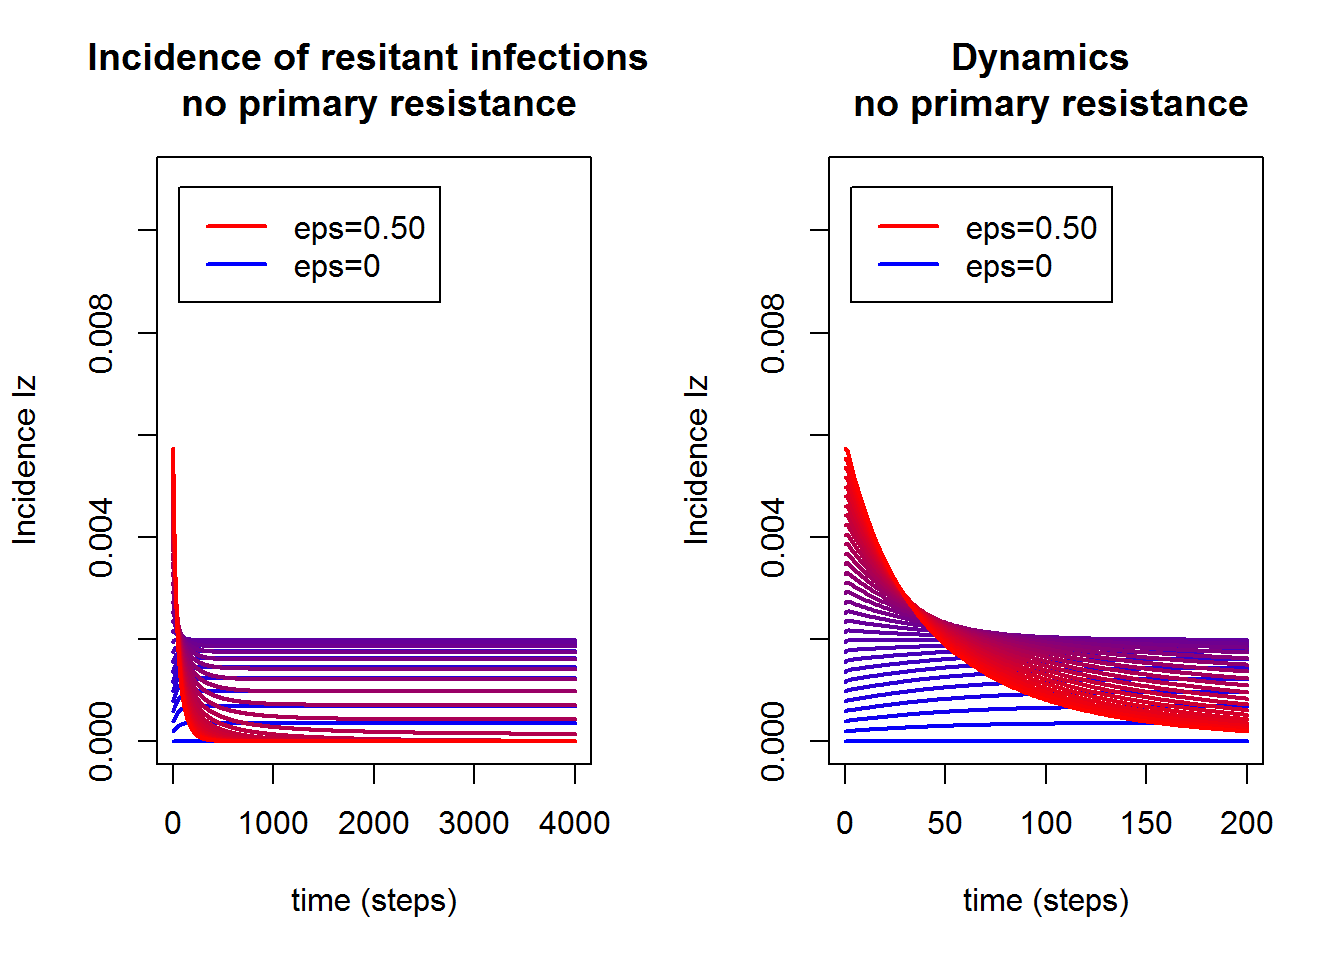 Incidence of resitant infections
no primary resistance
eps=0.50
eps=0
Incidence Iz
0.000
0.004
0.008
0
1000
2000
3000
4000
time (steps)
Dynamics
no primary resistance
eps=0.50
eps=0
Incidence Iz
0.000
0.004
0.008
0
50
100
150
200
time (steps)